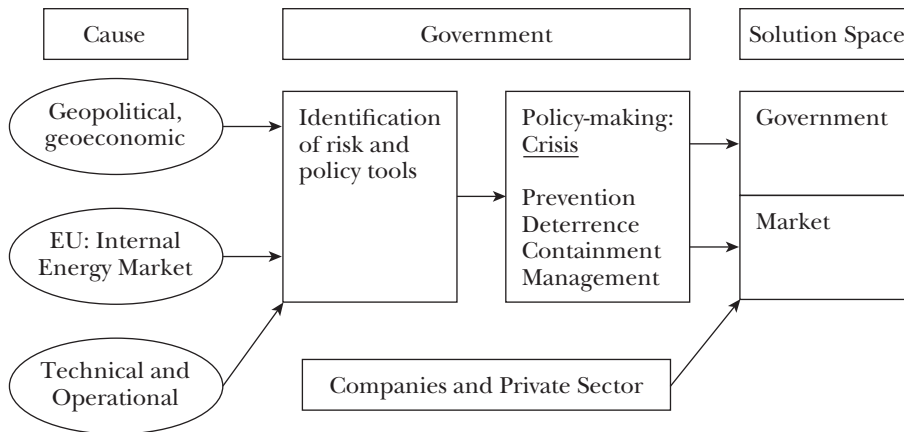 Cause
Government
Solution Space
Geopolitical,
geoeconomic
Identification
of risk and
policy tools
Policy-making:
Crisis
Prevention
Deterrence
Containment
Management
Government
Market
EU: Internal
Energy Market
Technical and
Operational
Companies and Private Sector